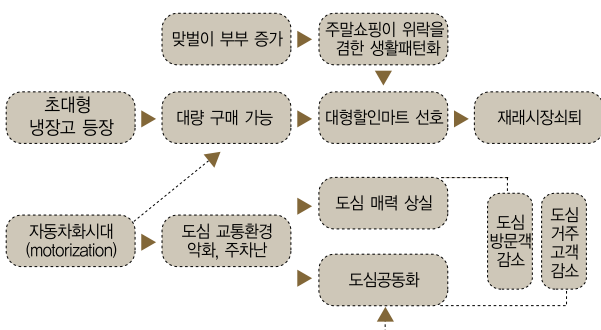 맞벌이 부부 증가
주말쇼핑이 위락을
겸한 생활패턴화
초대형
냉장고 등장
대량 구매 가능
대형할인마트 선호
재래시장쇠퇴
자동차화시대
(motorization)
도심 교통환경
악화, 주차난
도심 매력 상실
도심공동화
도심
방문객
감소
도심
거주
고객
감소